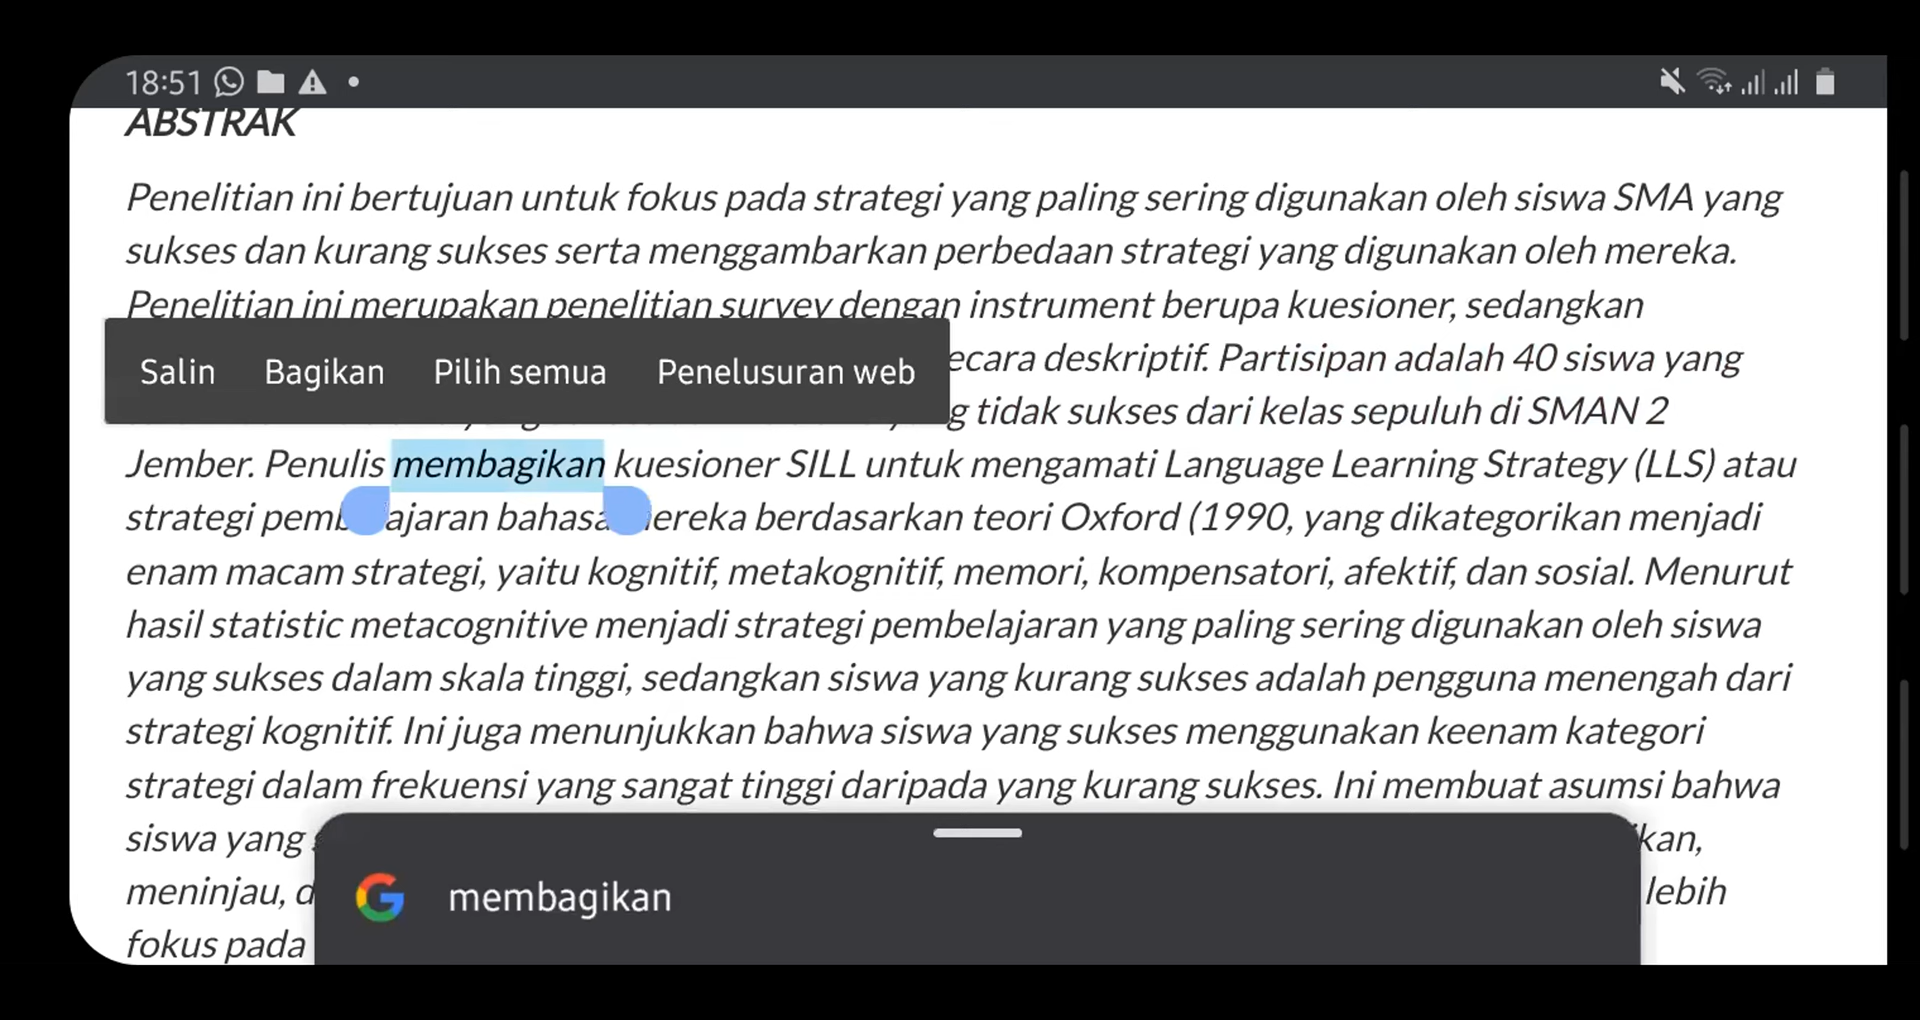 18:51
ABSTRAK
Penelitian ini bertujuan untuk fokus pada strategi yang paling sering digunakan oleh siswa SMA yang
sukses dan kurang sukses serta menggambarkan perbedaan strategi yang digunakan oleh mereka.
Penelitian ini merupakan penelitian survey dengan instrument berupa kuesioner, sedangkan
Salin Bagikan Pilih semua Penelusuran web
deskriptif. Partisipan adalah 40 siswa yang
tidak sukses dari kelas sepuluh di SMAN 2
Jember. Penulis membagikan kuesioner SILL untuk mengamati Language Learning Strategy (LLS) atau
strategi bahasa berdasarkan teori Oxford (1990, yang dikategorikan menjadi
enam macam strategi, yaitu kognitif, metakognitif, memori, kompensatori, afektif, dan sosial. Menurut
hasil statistic metacognitive menjadi strategi pembelajaran yang paling sering digunakan oleh siswa
yang sukses dalam skala tinggi, sedangkan siswa yang kurang sukses adalah pengguna menengah dari
strategi kognitif. Ini juga menunjukkan bahwa siswa yang sukses menggunakan keenam kategori
strategi dalam frekuensi yang sangat tinggi daripada yang kurang sukses. Ini membuat asumsi bahwa
siswa yang
meninjau, lebih
fokus pada
membagikan